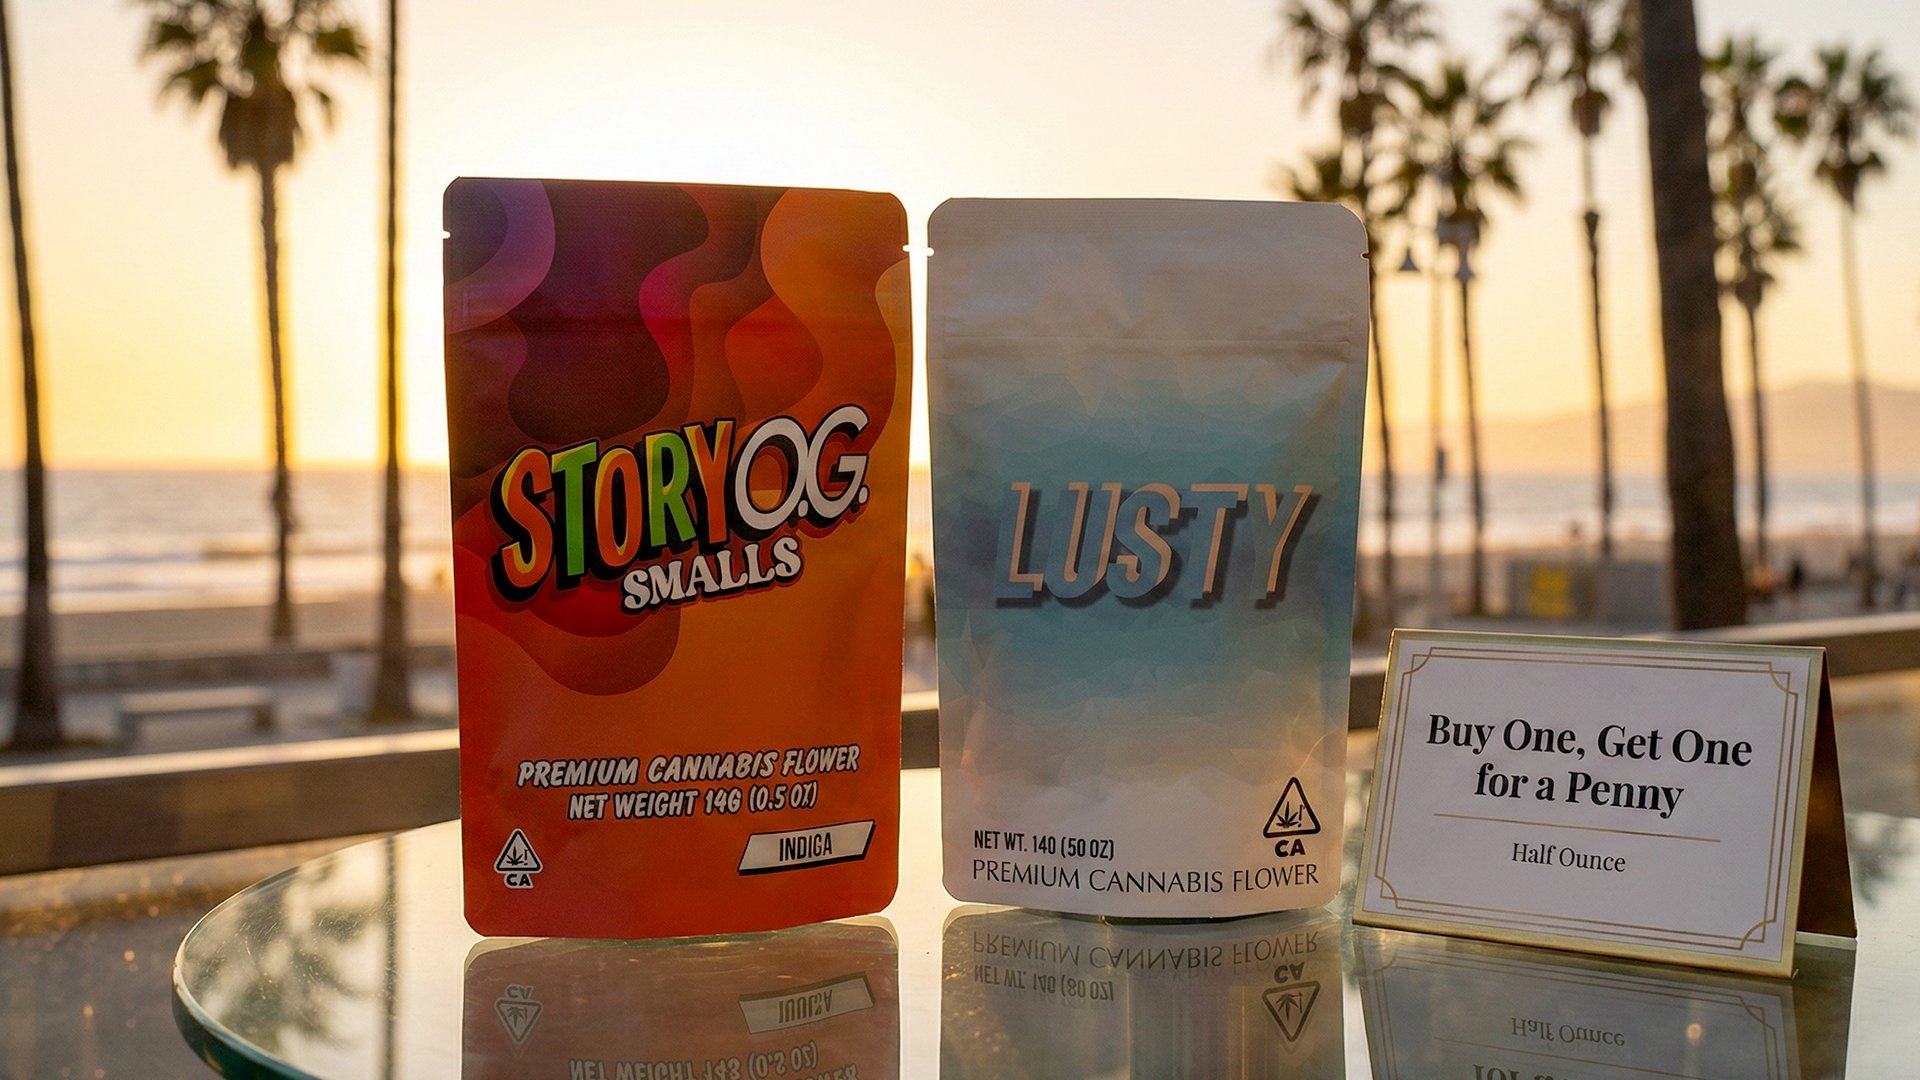 STORY O.G.
SMALLS
PREMIUM CANNABIS FLOWER
NET WEIGHT 14G (0.5 OZ)
INDICA
CA
LUSTY
NET WT. 140 (50 OZ)
PREMIUM CANNABIS FLOWER
CA
Buy One, Get One
for a Penny
Half Ounce